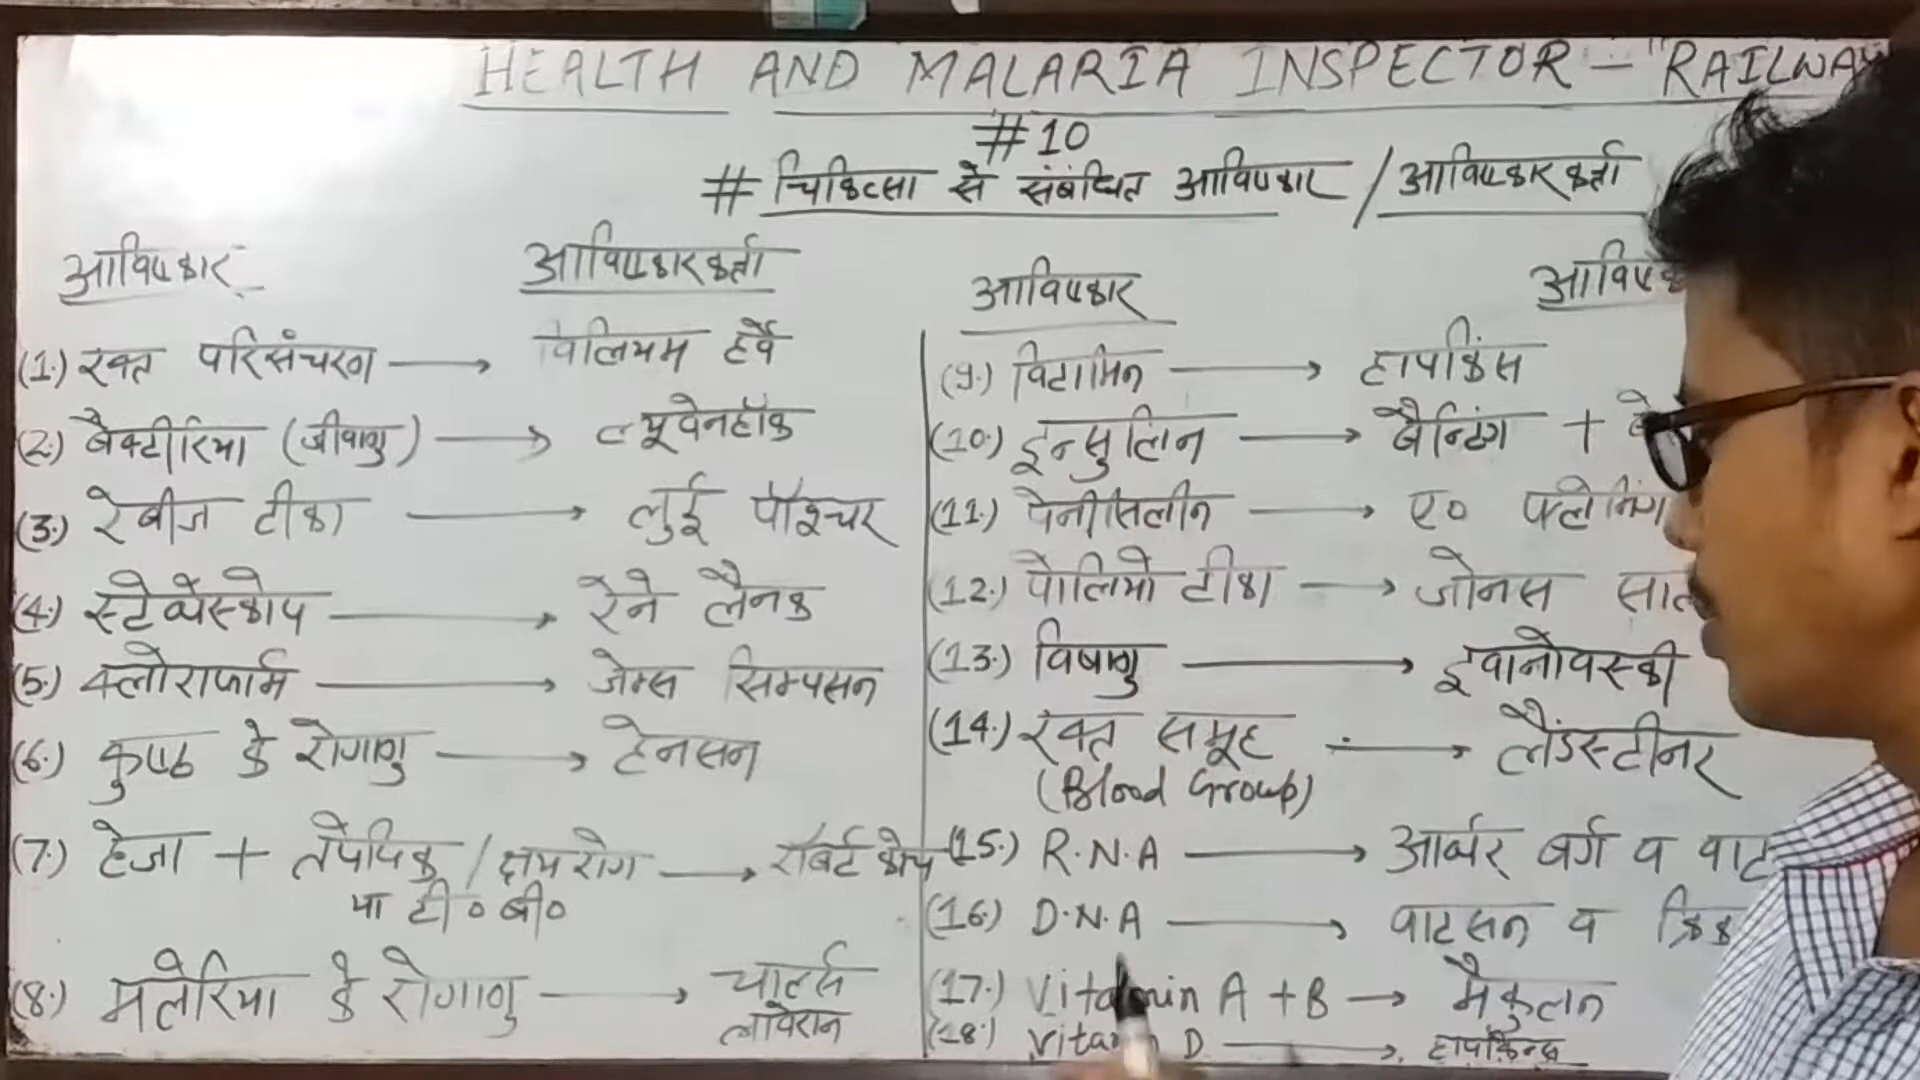 HEALTH AND MALARIA INSPECTOR - "RAILWAY
#10
# चिकित्सा से संबंधित आविष्कार / आविष्कारकर्ता
आविष्कार आविष्कारकर्ता
(1.) रक्त परिसंचरण → विलियम हर्वे
(2.) बैक्टीरिया (जीवाणु) → ल्यूवेनहॉक
(3.) रेबीज टीका → लुई पॉश्चर
(4.) स्टेथेस्कोप → रेने लैनक
(5.) क्लोरोफार्म → जेम्स सिम्पसन
(6.) कुष्ठ के रोगाणु → हेनसन
(7.) हैजा + तपेदिक / क्षयरोग → रॉबर्ट कोच
या टी० बी०
(8.) मलेरिया के रोगाणु → चार्ल्स
लावेरान
आविष्कार
(9.) विटामिन → हापकिंस
(10.) इन्सुलिन → बैन्टिंग +
(11.) पेनीसिलीन → ए० फ्लेमिंग
(12.) पोलियो टीका → जोनस
(13.) विषाणु → इवानोवस्की
(14.) रक्त समूह → लैंडस्टीनर
(Blood Group)
(15.) R.N.A → आर्थर बर्ग व
(16.) D.N.A → वाटसन व क्रिक
(17.) Vitamin A + B → मैकुलन
(18.) D → हापकिन्स